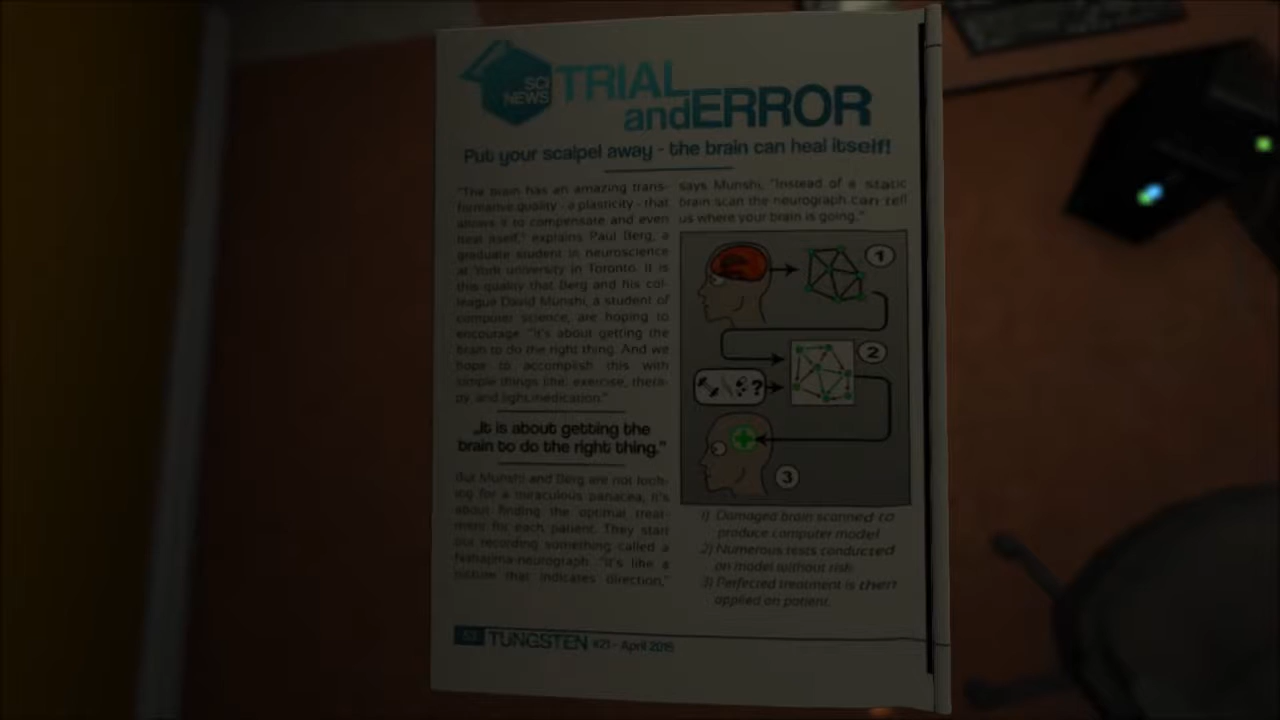 SCI
NEWS
TRIAL
and ERROR
Put your scalpel away - the brain can heal itself!
"The brain has an amazing trans-
formative quality - a plasticity - that
allows it to compensate and even
heal itself," explains Paul Berg, a
graduate student in neuroscience
at York university in Toronto. It is
this quality that Berg and his col-
league David Munshi, a student of
computer science, are hoping to
encourage. "It's about getting the
brain to do the right thing. And we
hope to accomplish this with
simple things like: exercise, thera-
py, and light medication."
„It is about getting the
brain to do the right thing."
But Munshi and Berg are not look-
ing for a miraculous panacea, it's
about finding the optimal treat-
ment for each patient. They start
out recording something called a
Nakajima-neurograph. "It's like a
picture that indicates direction,"
says Munshi, "Instead of a static
brain scan the neurograph can tell
us where your brain is going."
1
2
?
3
1) Damaged brain scanned to
produce computer model
2) Numerous tests conducted
on model without risk
3) Perfected treatment is then
applied on patient.
53 TUNGSTEN #21 - April 2015